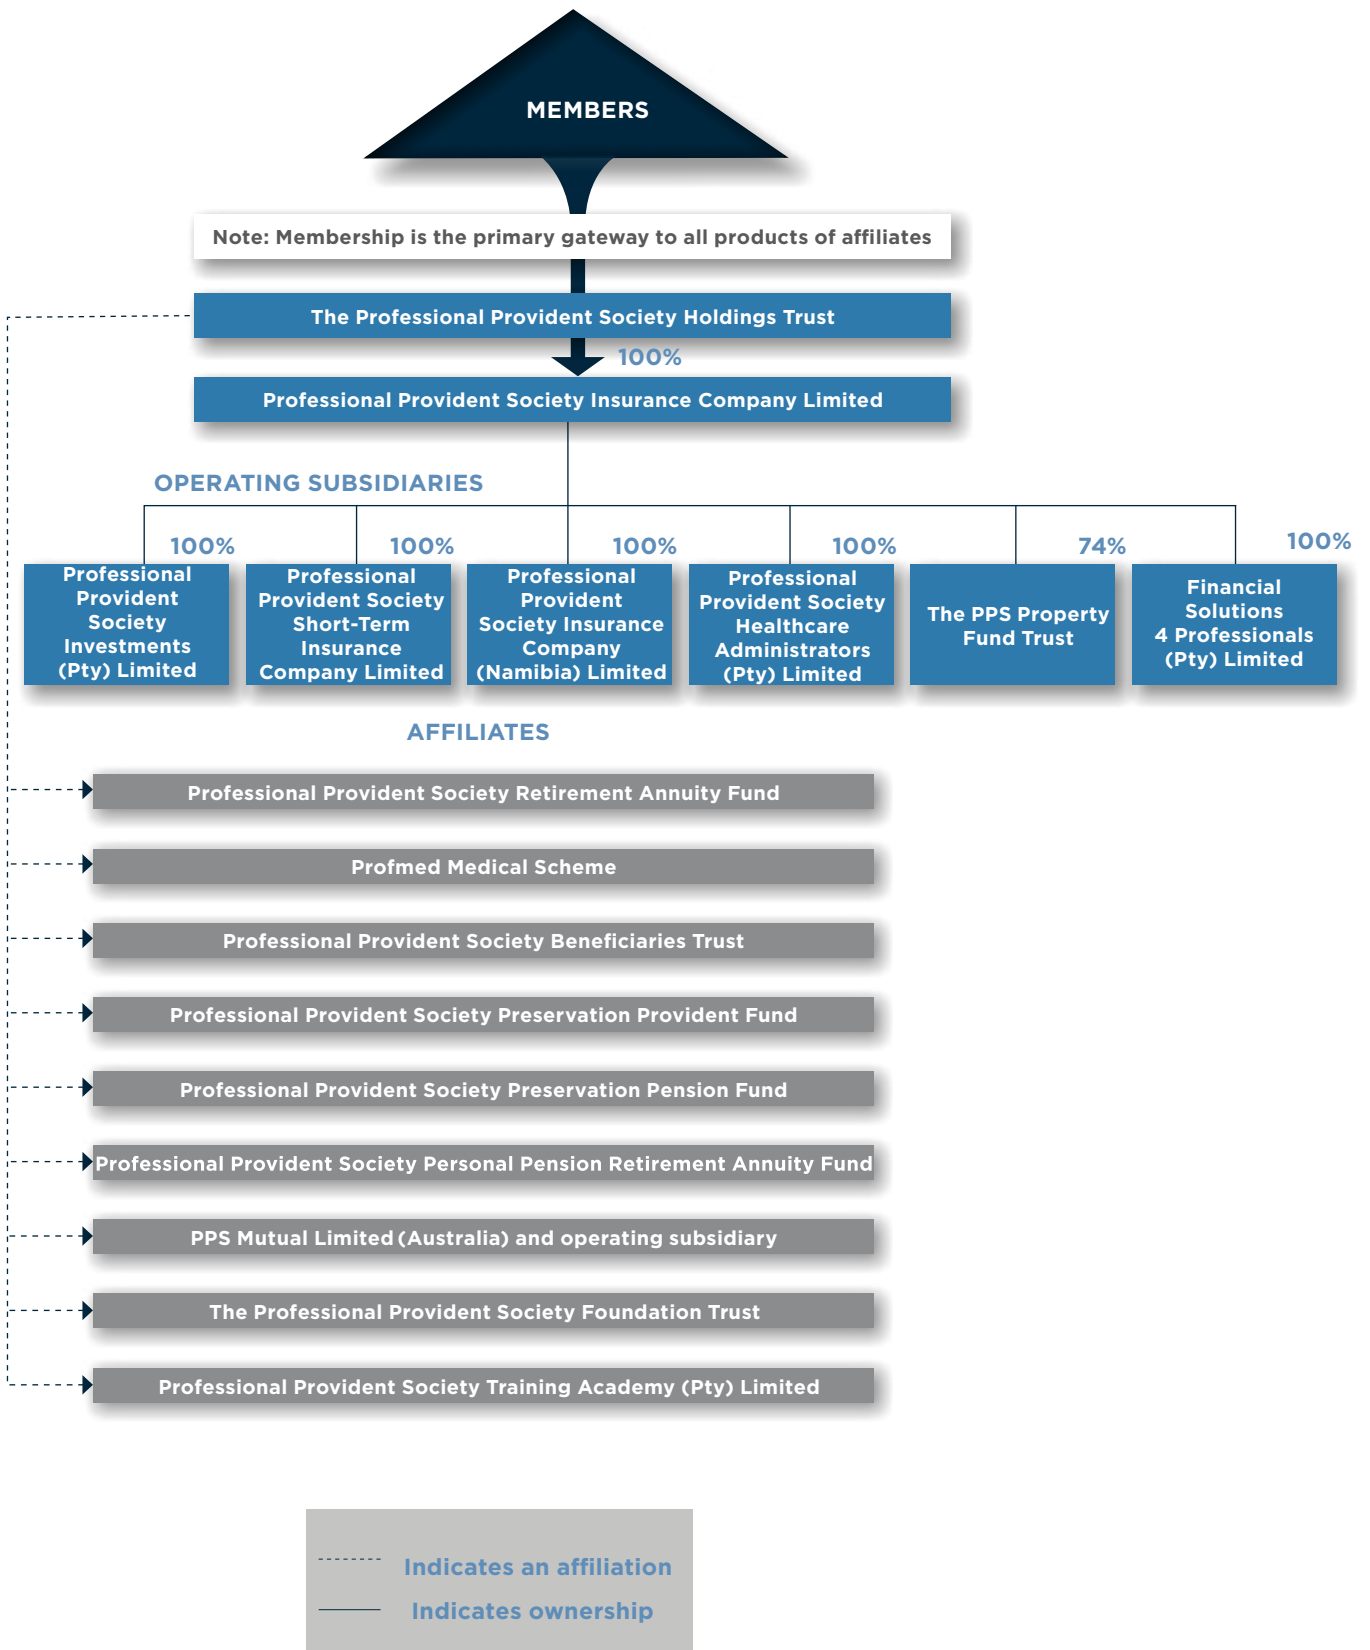 MEMBERS
Note: Membership is the primary gateway to all products of affiliates
The Professional Provident Society Holdings Trust
100%
Professional Provident Society Insurance Company Limited
OPERATING SUBSIDIARIES
100%
Professional
Provident
Society
Investments
(Pty) Limited
100%
Professional
Provident Society
Short-Term
Insurance
Company Limited
100%
Professional
Provident
Society Insurance
Company
(Namibia) Limited
100%
Professional
Provident Society
Healthcare
Administrators
(Pty) Limited
74%
The PPS Property
Fund Trust
100%
Financial
Solutions
4 Professionals
(Pty) Limited
AFFILIATES
Professional Provident Society Retirement Annuity Fund
Profmed Medical Scheme
Professional Provident Society Beneficiaries Trust
Professional Provident Society Preservation Provident Fund
Professional Provident Society Preservation Pension Fund
Professional Provident Society Personal Pension Retirement Annuity Fund
PPS Mutual Limited (Australia) and operating subsidiary
The Professional Provident Society Foundation Trust
Professional Provident Society Training Academy (Pty) Limited
Indicates an affiliation
Indicates ownership